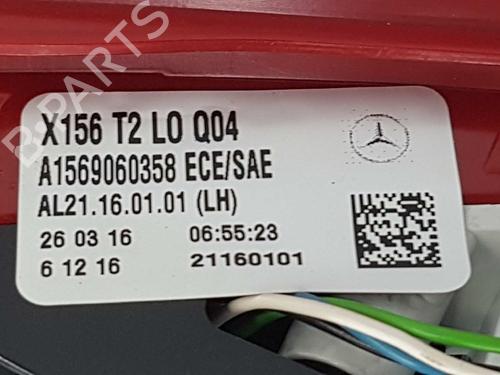 X156 T2 LO Q04
A1569060358 ECE/SAE
AL21.16.01.01 (LH)
26 03 16 06:55:23
6 12 16 21160101
B-PARTS